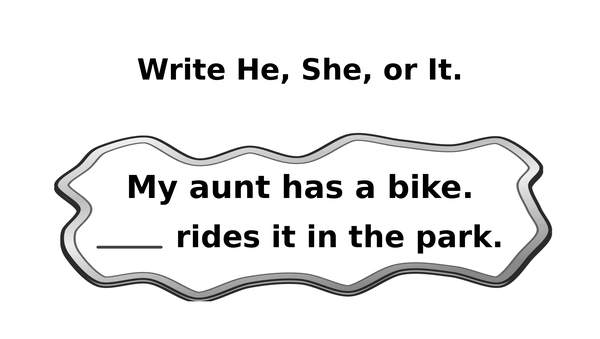 Write He, She, or It.
My aunt has a bike.
____ rides it in the park.